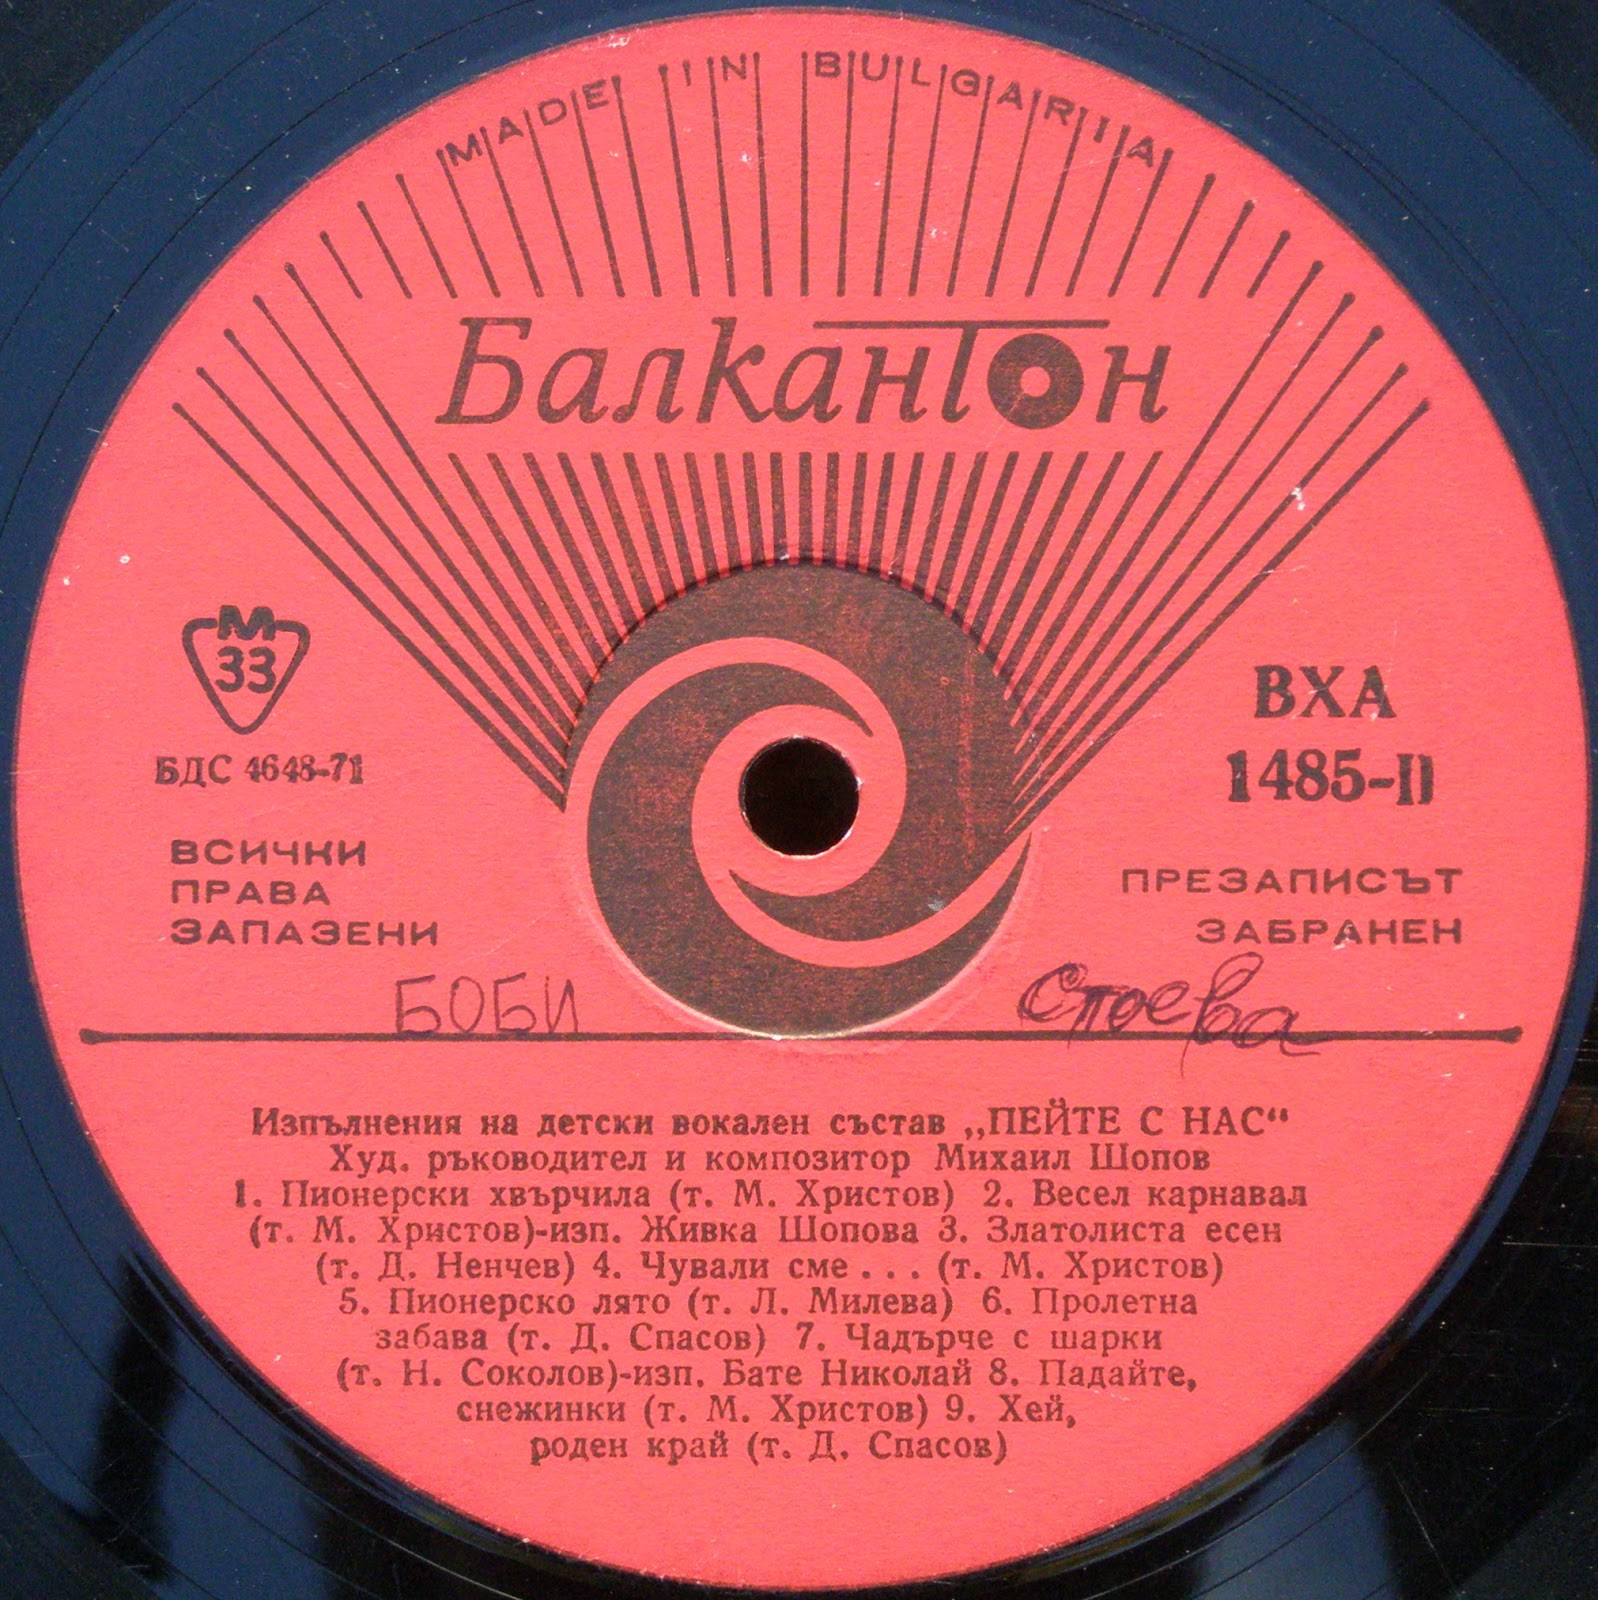 MADE IN BULGARIA
Балкантон
М
33
БДС 4648-71
ВХА
1485-II
ВСИЧКИ
ПРАВА
ЗАПАЗЕНИ
ПРЕЗАПИСЪТ
ЗАБРАНЕН
БОБИ
Стоева
Изпълнения на детски вокален състав „ПЕЙТЕ С НАС“
Худ. ръководител и композитор Михаил Шопов
1. Пионерски хвърчила (т. М. Христов) 2. Весел карнавал
(т. М. Христов)-изп. Живка Шопова 3. Златолиста есен
(т. Д. Ненчев) 4. Чували сме . . . (т. М. Христов)
5. Пионерско лято (т. Л. Милева) 6. Пролетна
забава (т. Д. Спасов) 7. Чадърче с шарки
(т. Н. Соколов)-изп. Бате Николай 8. Падайте,
снежинки (т. М. Христов) 9. Хей,
роден край (т. Д. Спасов)